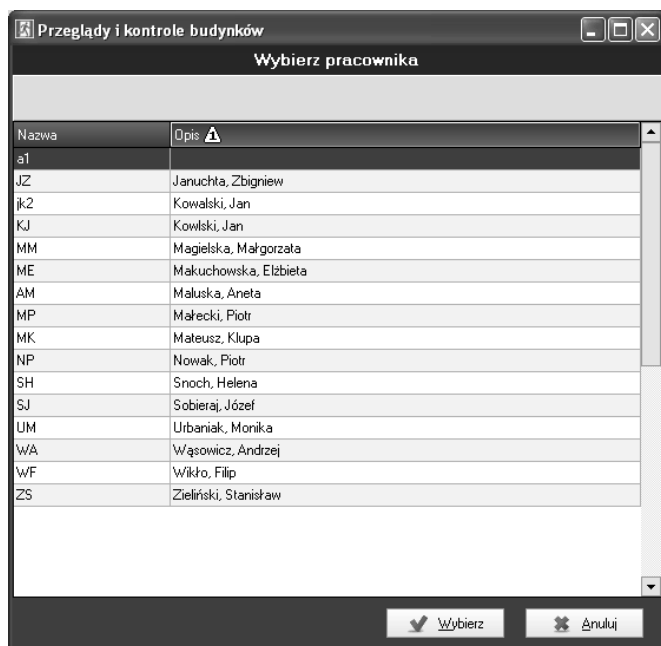 Przeglądy i kontrole budynków
Wybierz pracownika
Nazwa Opis
a1
JZ Januchta, Zbigniew
jk2 Kowalski, Jan
KJ Kowlski, Jan
MM Magielska, Małgorzata
ME Makuchowska, Elżbieta
AM Maluska, Aneta
MP Małecki, Piotr
MK Mateusz, Klupa
NP Nowak, Piotr
SH Snoch, Helena
SJ Sobieraj, Józef
UM Urbaniak, Monika
WA Wąsowicz, Andrzej
WF Wikło, Filip
ZS Zieliński, Stanisław
Wybierz Anuluj